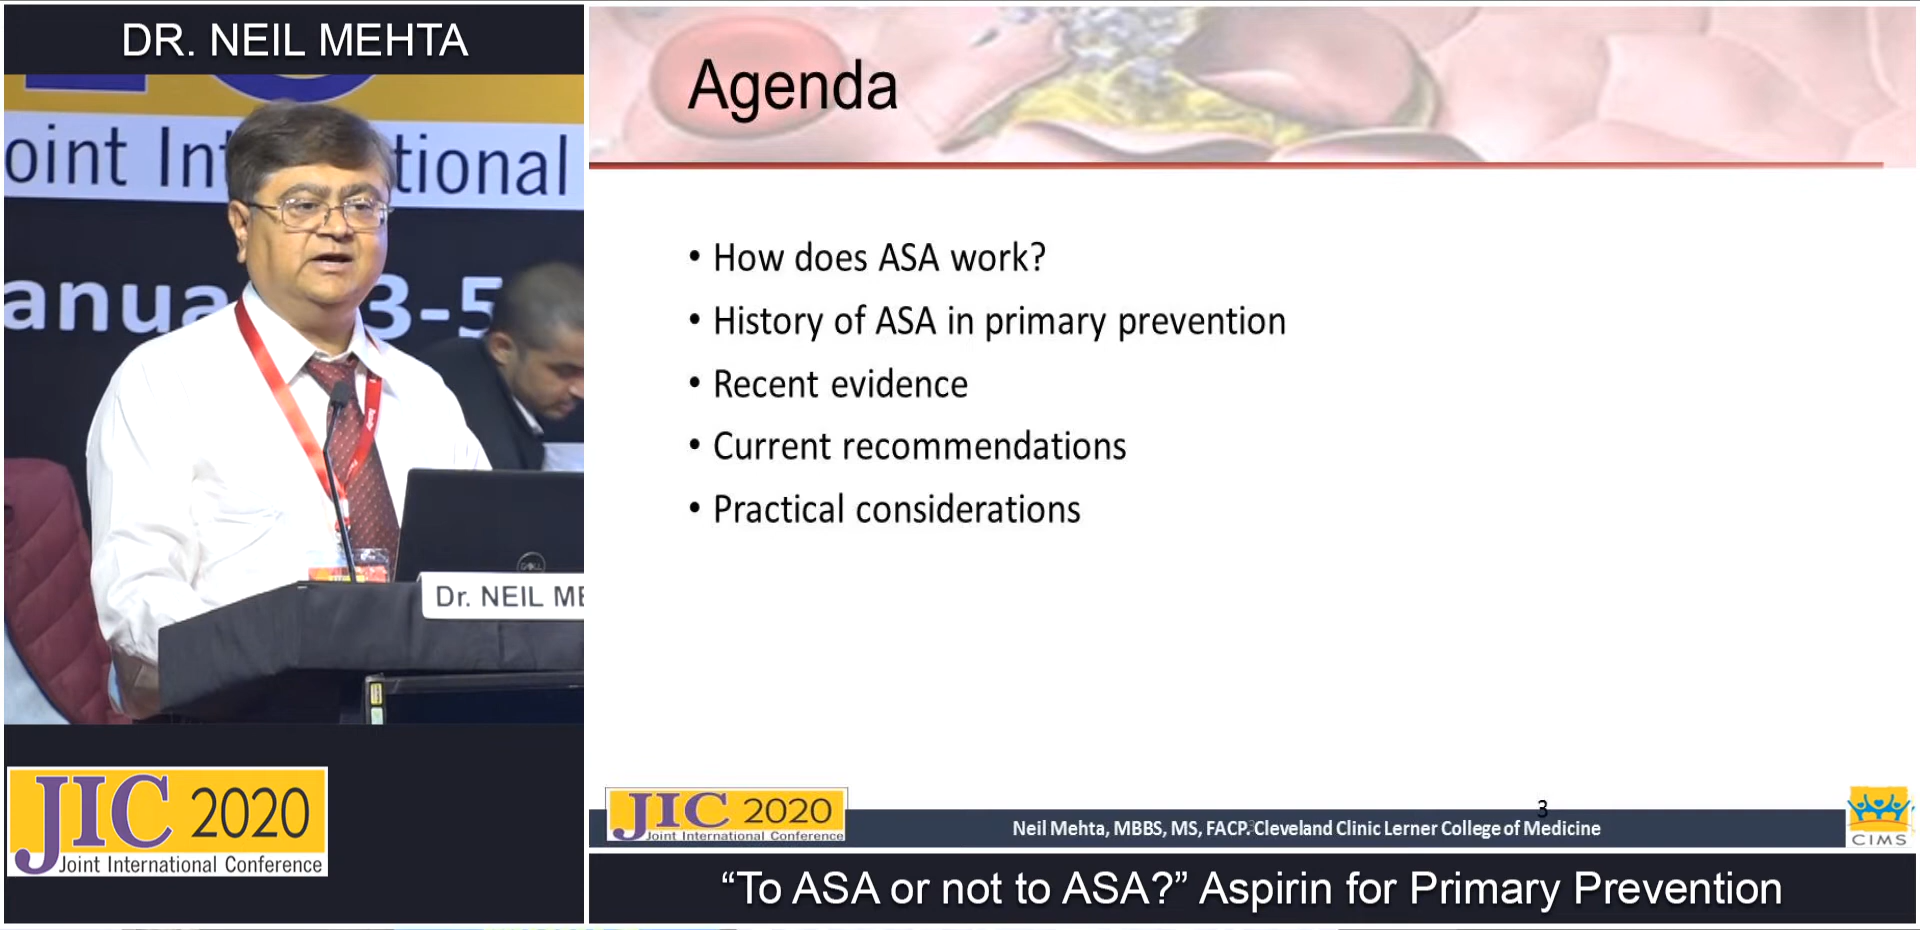 DR. NEIL MEHTA
oint In tional
anua 3-5
DELL
Dr. NEIL ME
JIC 2020
Joint International Conference
Agenda
• How does ASA work?
• History of ASA in primary prevention
• Recent evidence
• Current recommendations
• Practical considerations
JIC 2020
Joint International Conference
3
Neil Mehta, MBBS, MS, FACP. Cleveland Clinic Lerner College of Medicine
CIMS
“To ASA or not to ASA?” Aspirin for Primary Prevention